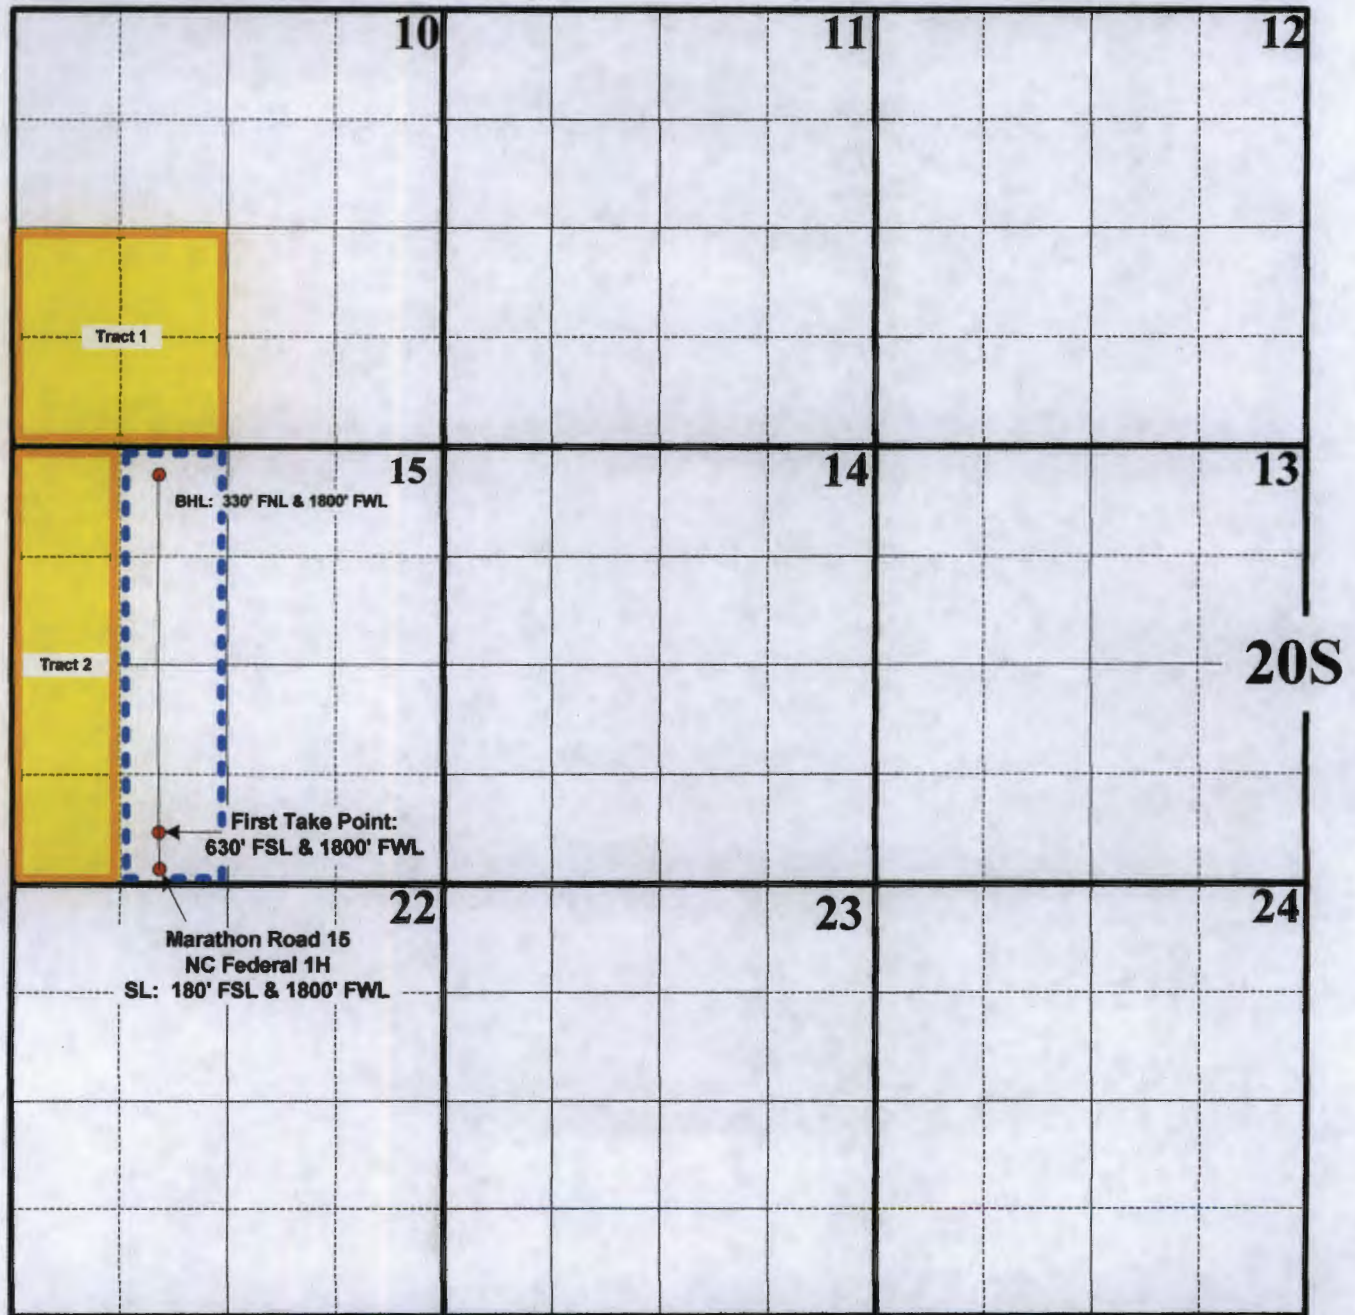 10
11
12
Tract 1
15
14
13
BHL: 330' FNL & 1800' FWL
20S
Tract 2
First Take Point:
630' FSL & 1800' FWL
22
23
24
Marathon Road 15
NC Federal 1H
SL: 180' FSL & 1800' FWL